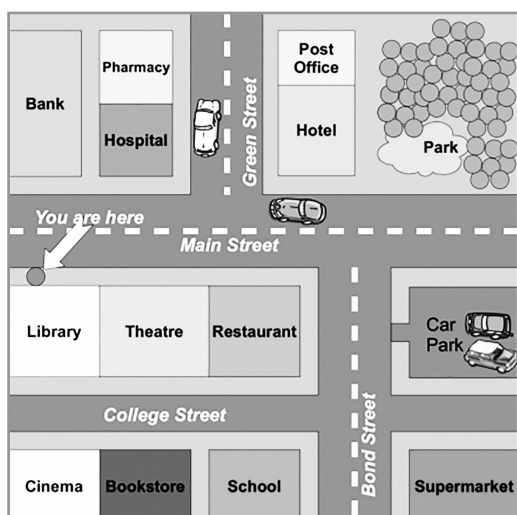 Bank
Pharmacy
Hospital
Green Street
Post
Office
Hotel
Park
You are here
Main Street
Library
Theatre
Restaurant
Car
Park
College Street
Bond Street
Cinema
Bookstore
School
Supermarket